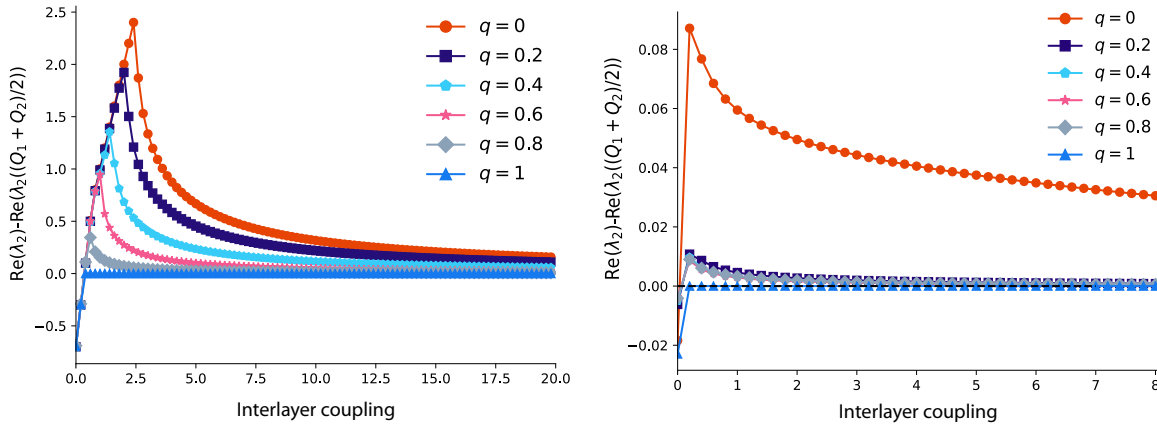 Re(λ₂)-Re(λ₂((Q₁ + Q₂)/2))
2.5
2.0
1.5
1.0
0.5
0.0
−0.5
0.0
2.5
5.0
7.5
10.0
12.5
15.0
17.5
20.0
Interlayer coupling
q = 0
q = 0.2
q = 0.4
q = 0.6
q = 0.8
q = 1
Re(λ₂)-Re(λ₂((Q₁ + Q₂)/2))
0.08
0.06
0.04
0.02
0.00
−0.02
0
1
2
3
4
5
6
7
8
Interlayer coupling
q = 0
q = 0.2
q = 0.4
q = 0.6
q = 0.8
q = 1